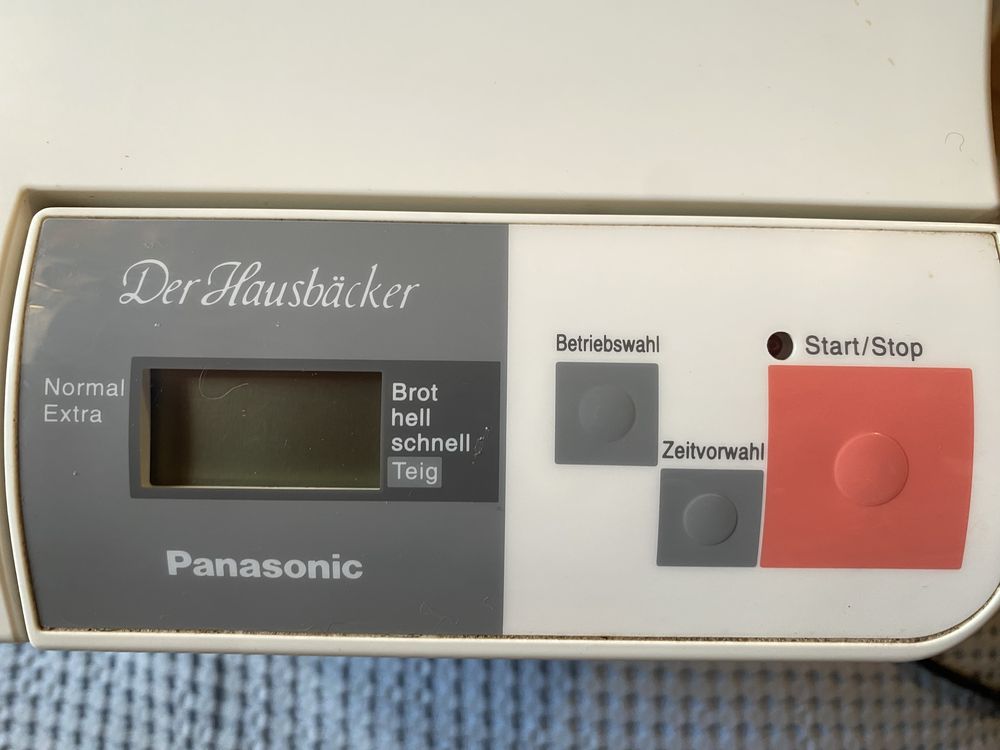 Der Hausbäcker
Normal
Extra
Brot
hell
schnell
Teig
Panasonic
Betriebswahl
Zeitvorwahl
Start/Stop